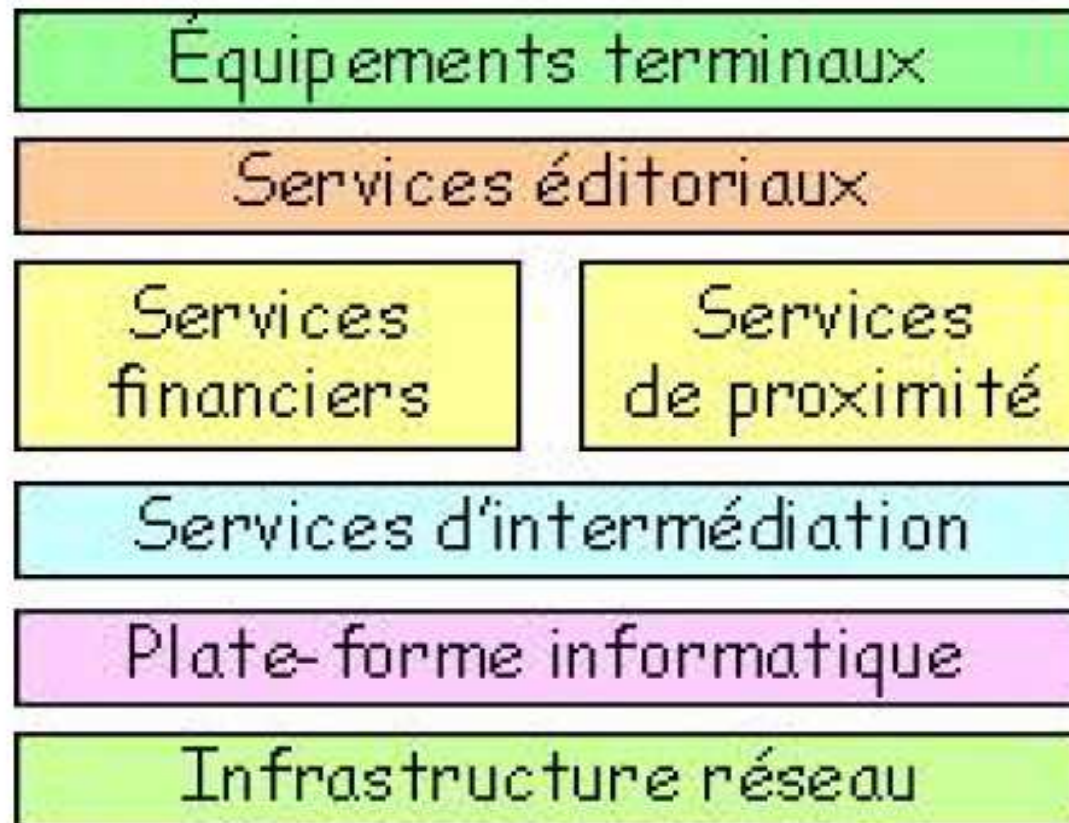 Équipements terminaux
Services éditoriaux
Services
financiers
Services
de proximité
Services d'intermédiation
Plate-forme informatique
Infrastructure réseau